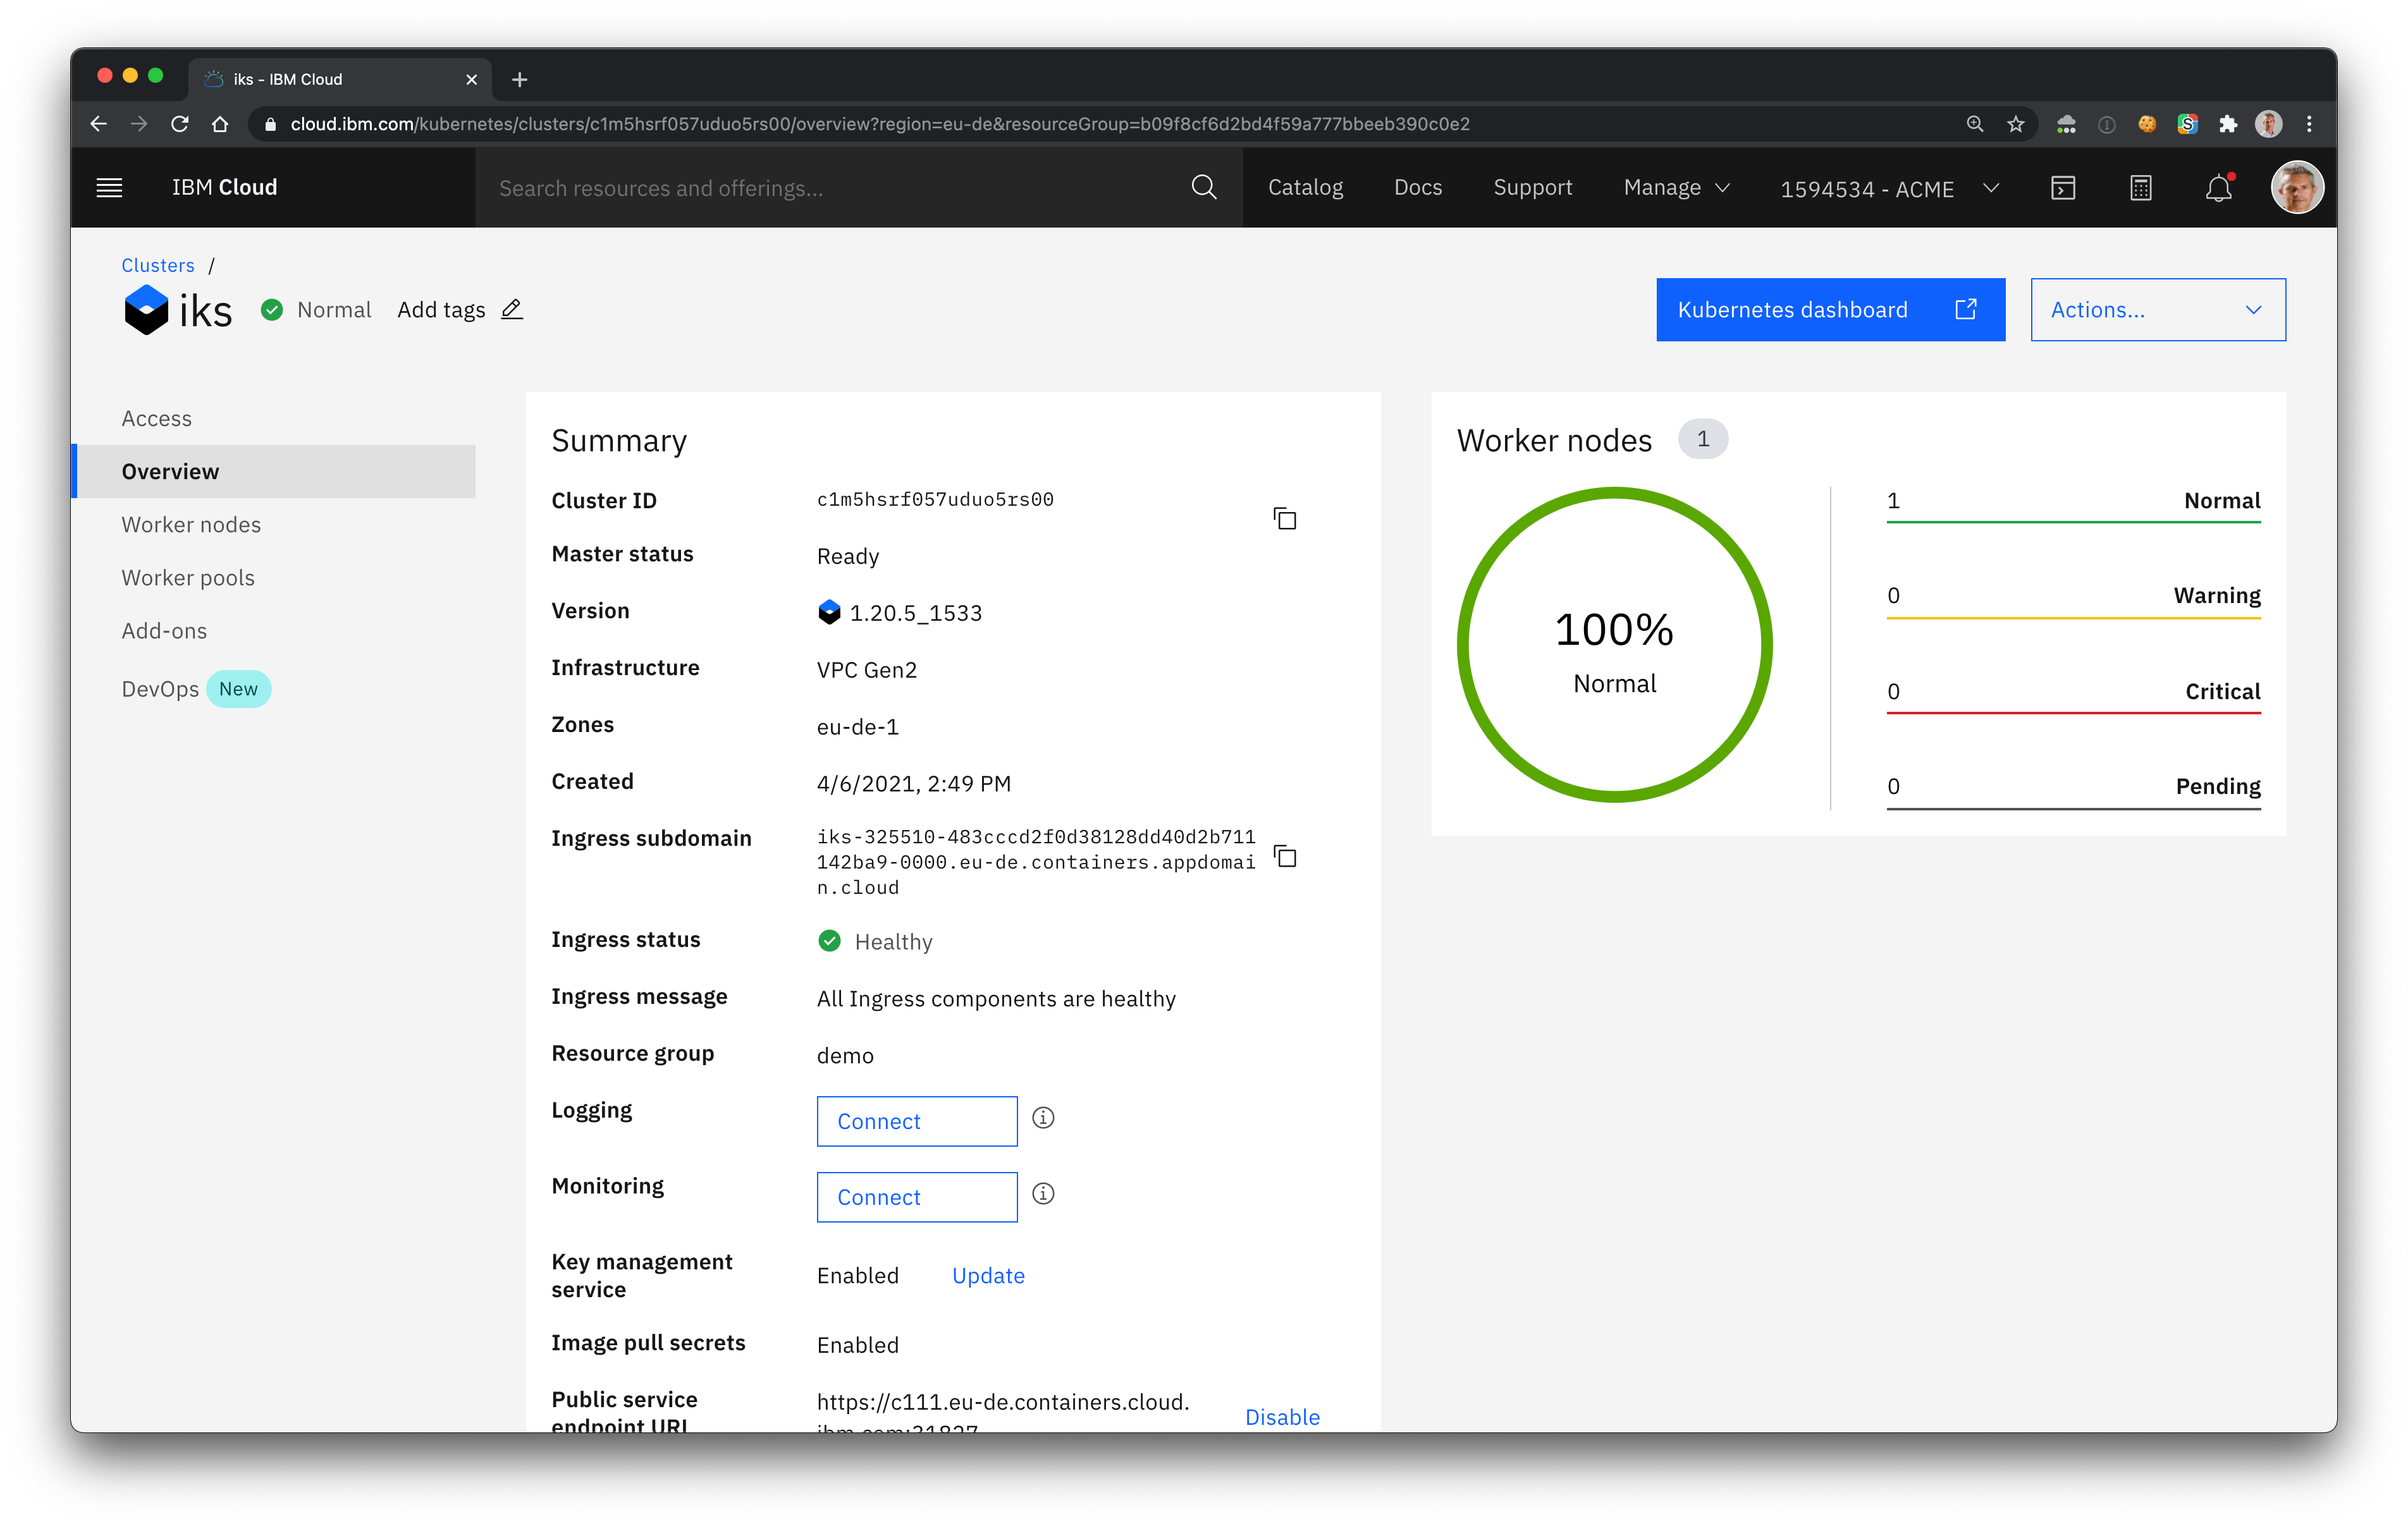 iks - IBM Cloud
cloud.ibm.com/kubernetes/clusters/c1m5hsrf057uduo5rs00/overview?region=eu-de&resourceGroup=b09f8cf6d2bd4f59a777bbeeb390c0e2
IBM Cloud
Search resources and offerings...
Catalog
Docs
Support
Manage
1594534 - ACME
Clusters /
iks
Normal
Add tags
Kubernetes dashboard
Actions...
Access
Overview
Worker nodes
Worker pools
Add-ons
DevOps New
Summary
Cluster ID c1m5hsrf057uduo5rs00
Master status Ready
Version 1.20.5_1533
Infrastructure VPC Gen2
Zones eu-de-1
Created 4/6/2021, 2:49 PM
Ingress subdomain iks-325510-483cccd2f0d38128dd40d2b711
142ba9-0000.eu-de.containers.appdomai
n.cloud
Ingress status Healthy
Ingress message All Ingress components are healthy
Resource group demo
Logging Connect
Monitoring Connect
Key management
service
Enabled Update
Image pull secrets Enabled
Public service
endpoint URL
https://c111.eu-de.containers.cloud.
ibm.com:31827
Disable
Worker nodes 1
100%
Normal
1 Normal
0 Warning
0 Critical
0 Pending